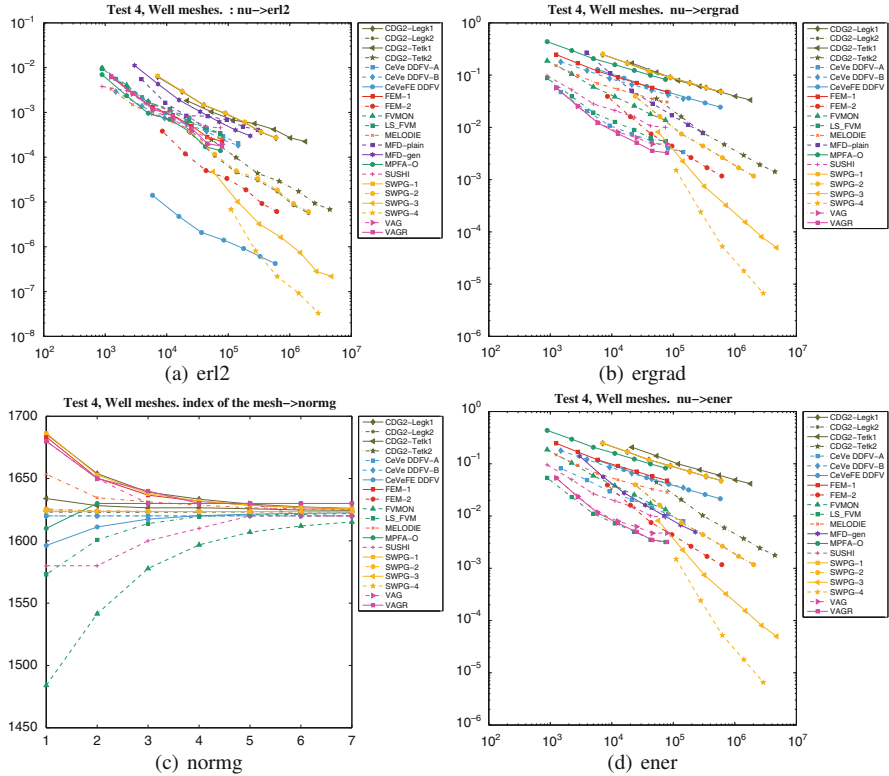 Test 4, Well meshes. : nu->erl2
10^-1
10^-2
10^-3
10^-4
10^-5
10^-6
10^-7
10^-8
10^2
10^3
10^4
10^5
10^6
10^7
CDG2-Legk1
CDG2-Legk2
CDG2-Tetk1
CDG2-Tetk2
CeVe DDFV-A
CeVe DDFV-B
CeVeFE DDFV
FEM-1
FEM-2
FVMON
LS_FVM
MELODIE
MFD-plain
MFD-gen
MPFA-O
SUSHI
SWPG-1
SWPG-2
SWPG-3
SWPG-4
VAG
VAGR
(a) erl2
Test 4, Well meshes. nu->ergrad
10^0
10^-1
10^-2
10^-3
10^-4
10^-5
10^-6
10^2
10^3
10^4
10^5
10^6
10^7
CDG2-Legk1
CDG2-Legk2
CDG2-Tetk1
CDG2-Tetk2
CeVe DDFV-A
CeVe DDFV-B
CeVeFE DDFV
FEM-1
FEM-2
FVMON
LS_FVM
MELODIE
MFD-plain
MPFA-O
SUSHI
SWPG-1
SWPG-2
SWPG-3
SWPG-4
VAG
VAGR
(b) ergrad
Test 4, Well meshes. index of the mesh->normg
1700
1650
1600
1550
1500
1450
1
2
3
4
5
6
7
CDG2-Legk1
CDG2-Legk2
CDG2-Tetk1
CDG2-Tetk2
CeVe DDFV-A
CeVe DDFV-B
CeVeFE DDFV
FEM-1
FEM-2
FVMON
LS_FVM
MELODIE
MPFA-O
SUSHI
SWPG-1
SWPG-2
SWPG-3
SWPG-4
VAG
VAGR
(c) normg
Test 4, Well meshes. nu->ener
10^0
10^-1
10^-2
10^-3
10^-4
10^-5
10^-6
10^2
10^3
10^4
10^5
10^6
10^7
CDG2-Legk1
CDG2-Legk2
CDG2-Tetk1
CDG2-Tetk2
CeVe DDFV-A
CeVe DDFV-B
CeVeFE DDFV
FEM-1
FEM-2
FVMON
LS_FVM
MELODIE
MFD-gen
MPFA-O
SUSHI
SWPG-1
SWPG-2
SWPG-3
SWPG-4
VAG
VAGR
(d) ener